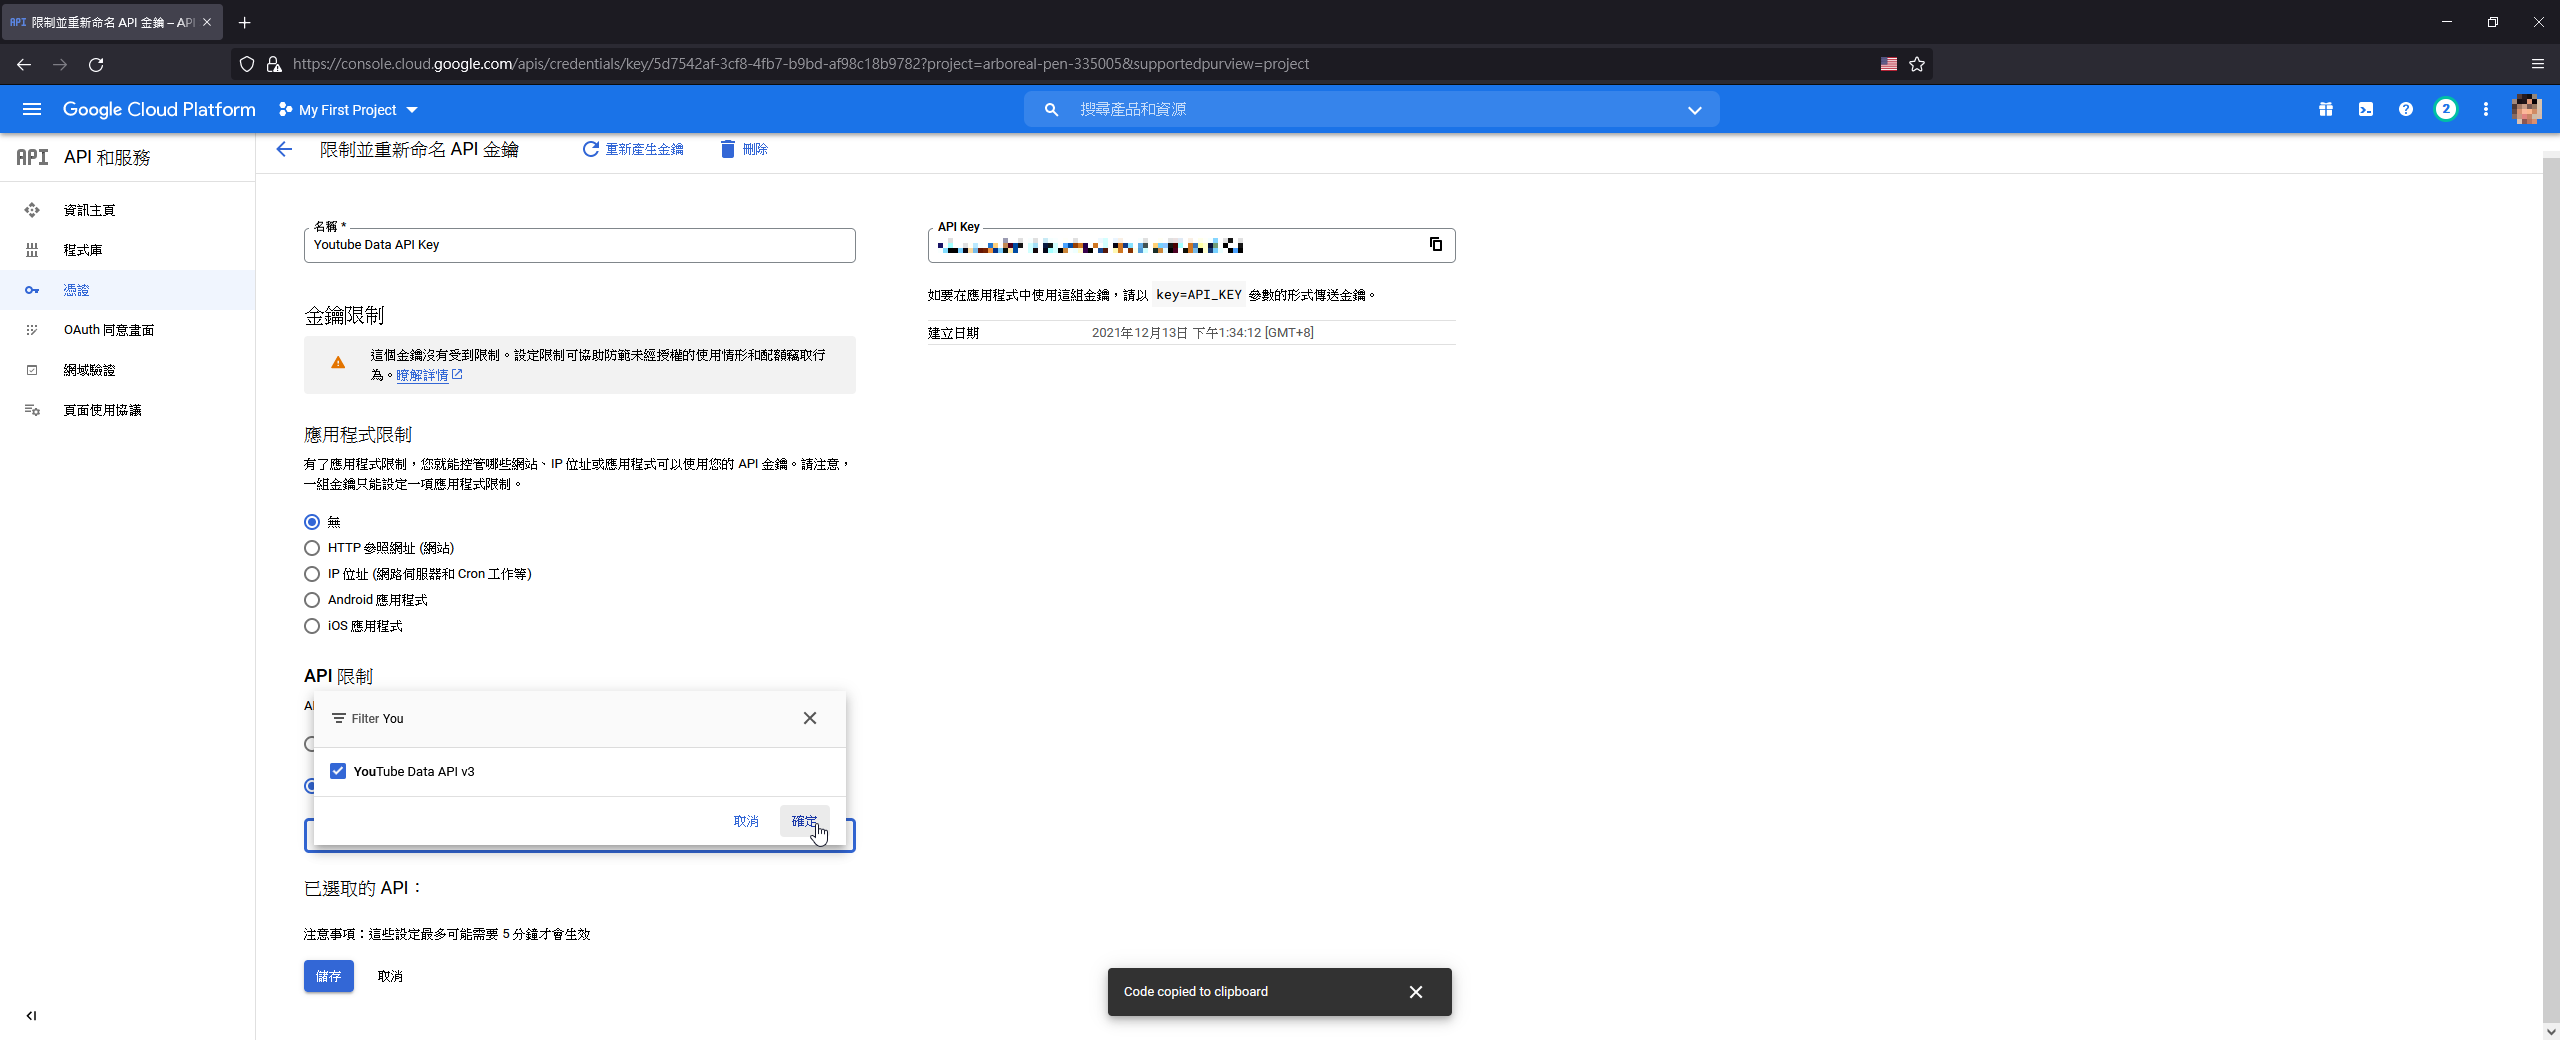 API 限制並重新命名 API 金鑰 – API
https://console.cloud.google.com/apis/credentials/key/5d7542af-3cf8-4fb7-b9bd-af98c18b9782?project=arboreal-pen-335005&supportedpurview=project
Google Cloud Platform
My First Project
搜尋產品和資源
2
API API 和服務
資訊主頁
程式庫
憑證
OAuth 同意畫面
網域驗證
頁面使用協議
限制並重新命名 API 金鑰
重新產生金鑰
刪除
名稱 *
Youtube Data API Key
金鑰限制
這個金鑰沒有受到限制。設定限制可協助防範未經授權的使用情形和配額竊取行
為。瞭解詳情
應用程式限制
有了應用程式限制，您就能控管哪些網站、IP 位址或應用程式可以使用您的 API 金鑰。請注意，
一組金鑰只能設定一項應用程式限制。
無
HTTP 參照網址 (網站)
IP 位址 (網路伺服器和 Cron 工作等)
Android 應用程式
iOS 應用程式
API 限制
Filter You
YouTube Data API v3
取消
確定
已選取的 API：
注意事項：這些設定最多可能需要 5 分鐘才會生效
儲存
取消
API Key
如要在應用程式中使用這組金鑰，請以 key=API_KEY 參數的形式傳送金鑰。
建立日期
2021年12月13日 下午1:34:12 [GMT+8]
Code copied to clipboard